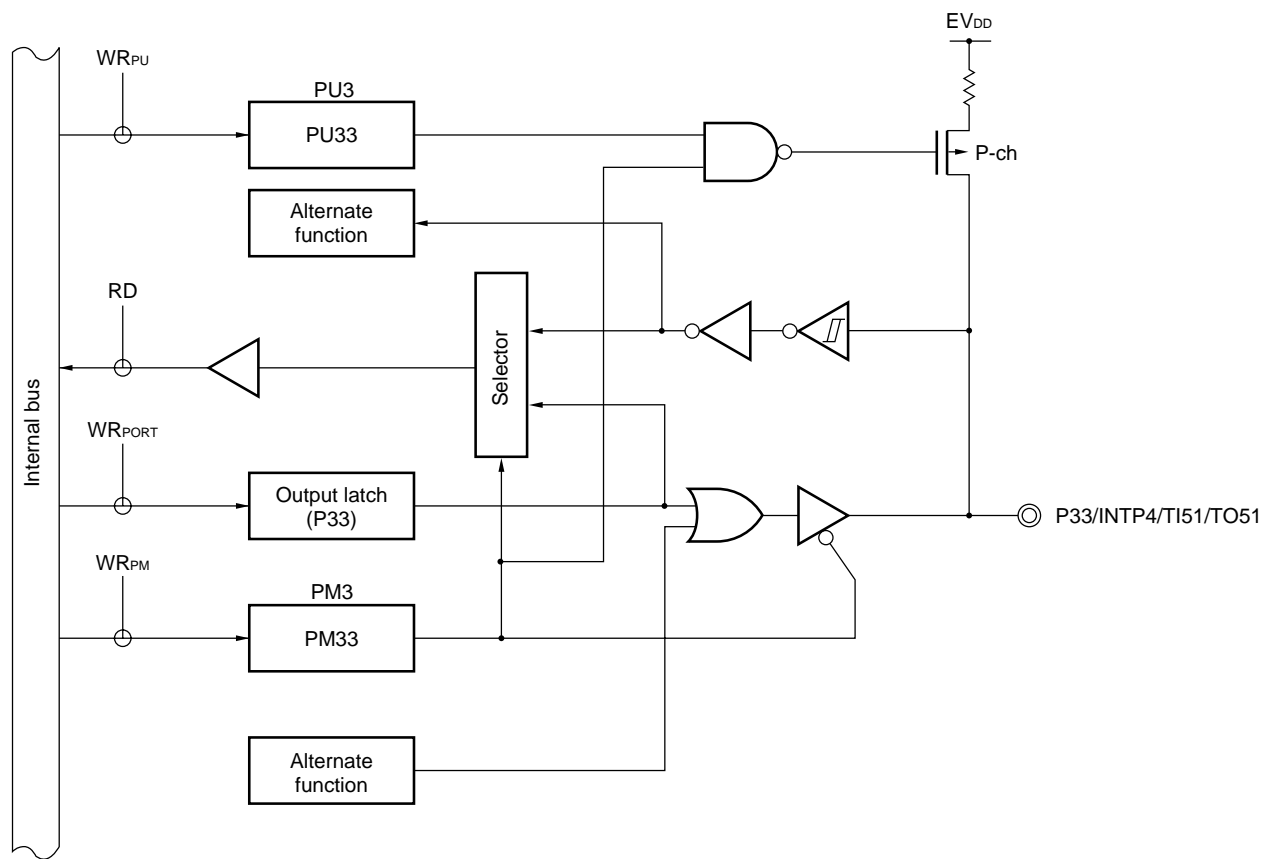 EVDD
WRPU
PU3
PU33
P-ch
Alternate
function
RD
Selector
Internal bus
WRPORT
Output latch
(P33)
P33/INTP4/TI51/TO51
WRPM
PM3
PM33
Alternate
function